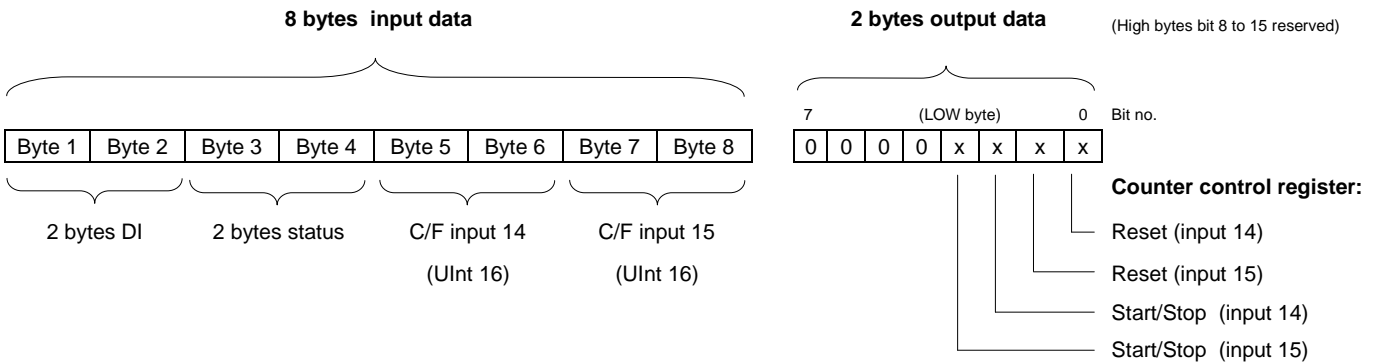 8 bytes input data
2 bytes output data (High bytes bit 8 to 15 reserved)
7 (LOW byte) 0 Bit no.
Byte 1 Byte 2 Byte 3 Byte 4 Byte 5 Byte 6 Byte 7 Byte 8
0 0 0 0 x x x x
Counter control register:
2 bytes DI 2 bytes status C/F input 14 C/F input 15
(UInt 16) (UInt 16)
Reset (input 14)
Reset (input 15)
Start/Stop (input 14)
Start/Stop (input 15)